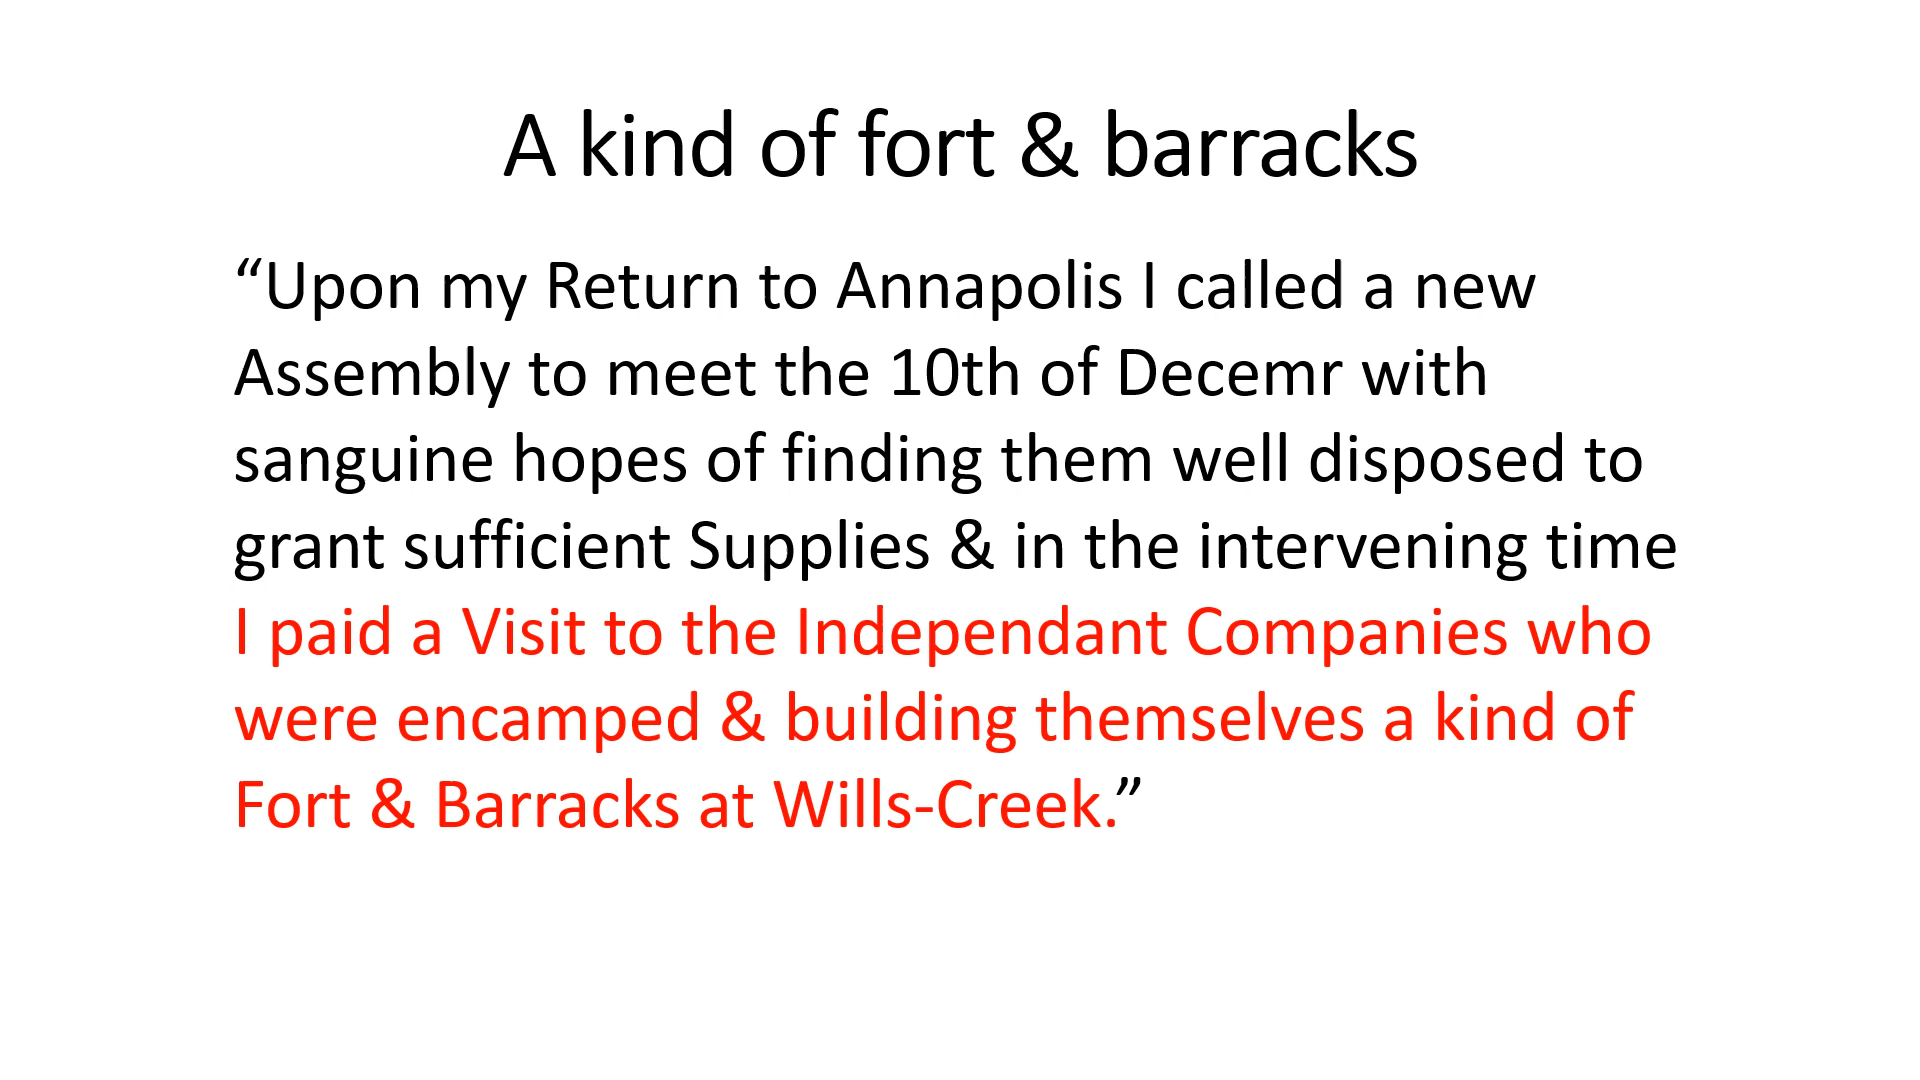 A kind of fort & barracks
“Upon my Return to Annapolis I called a new
Assembly to meet the 10th of Decemr with
sanguine hopes of finding them well disposed to
grant sufficient Supplies & in the intervening time
I paid a Visit to the Independant Companies who
were encamped & building themselves a kind of
Fort & Barracks at Wills-Creek.”